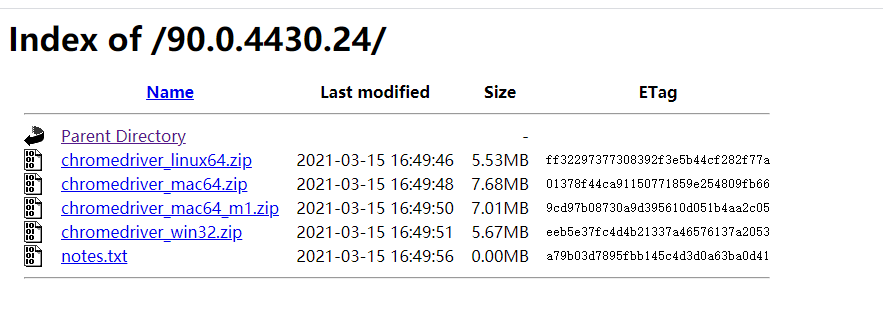 Index of /90.0.4430.24/
Name Last modified Size ETag
Parent Directory -
chromedriver_linux64.zip 2021-03-15 16:49:46 5.53MB ff32297377308392f3e5b44cf282f77a
chromedriver_mac64.zip 2021-03-15 16:49:48 7.68MB 01378f44ca91150771859e254809fb66
chromedriver_mac64_m1.zip 2021-03-15 16:49:50 7.01MB 9cd97b08730a9d395610d051b4aa2c05
chromedriver_win32.zip 2021-03-15 16:49:51 5.67MB eeb5e37fc4d4b21337a46576137a2053
notes.txt 2021-03-15 16:49:56 0.00MB a79b03d7895fbb145c4d3d0a63ba0d41